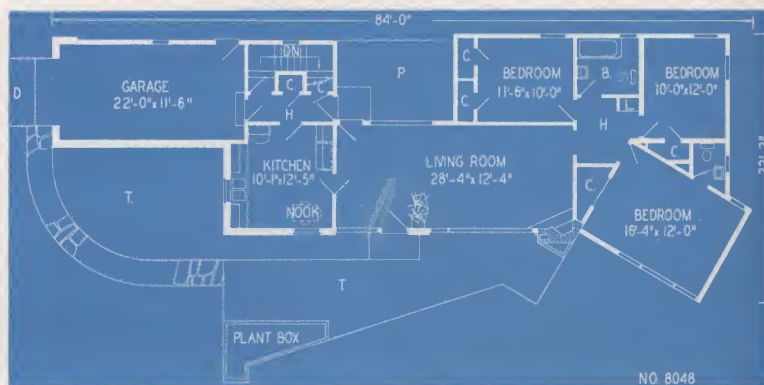 84'-0"
DN
C
C
H
GARAGE
22'-0" x 11'-6"
D
P
C
C
BEDROOM
11'-6" x 10'-0"
B.
BEDROOM
10'-0" x 12'-0"
H
KITCHEN
10'-1" x 12'-5"
NOOK
LIVING ROOM
28'-4" x 12'-4"
C
C.
BEDROOM
16'-4" x 12'-0"
T.
T
PLANT BOX
NO. 8048